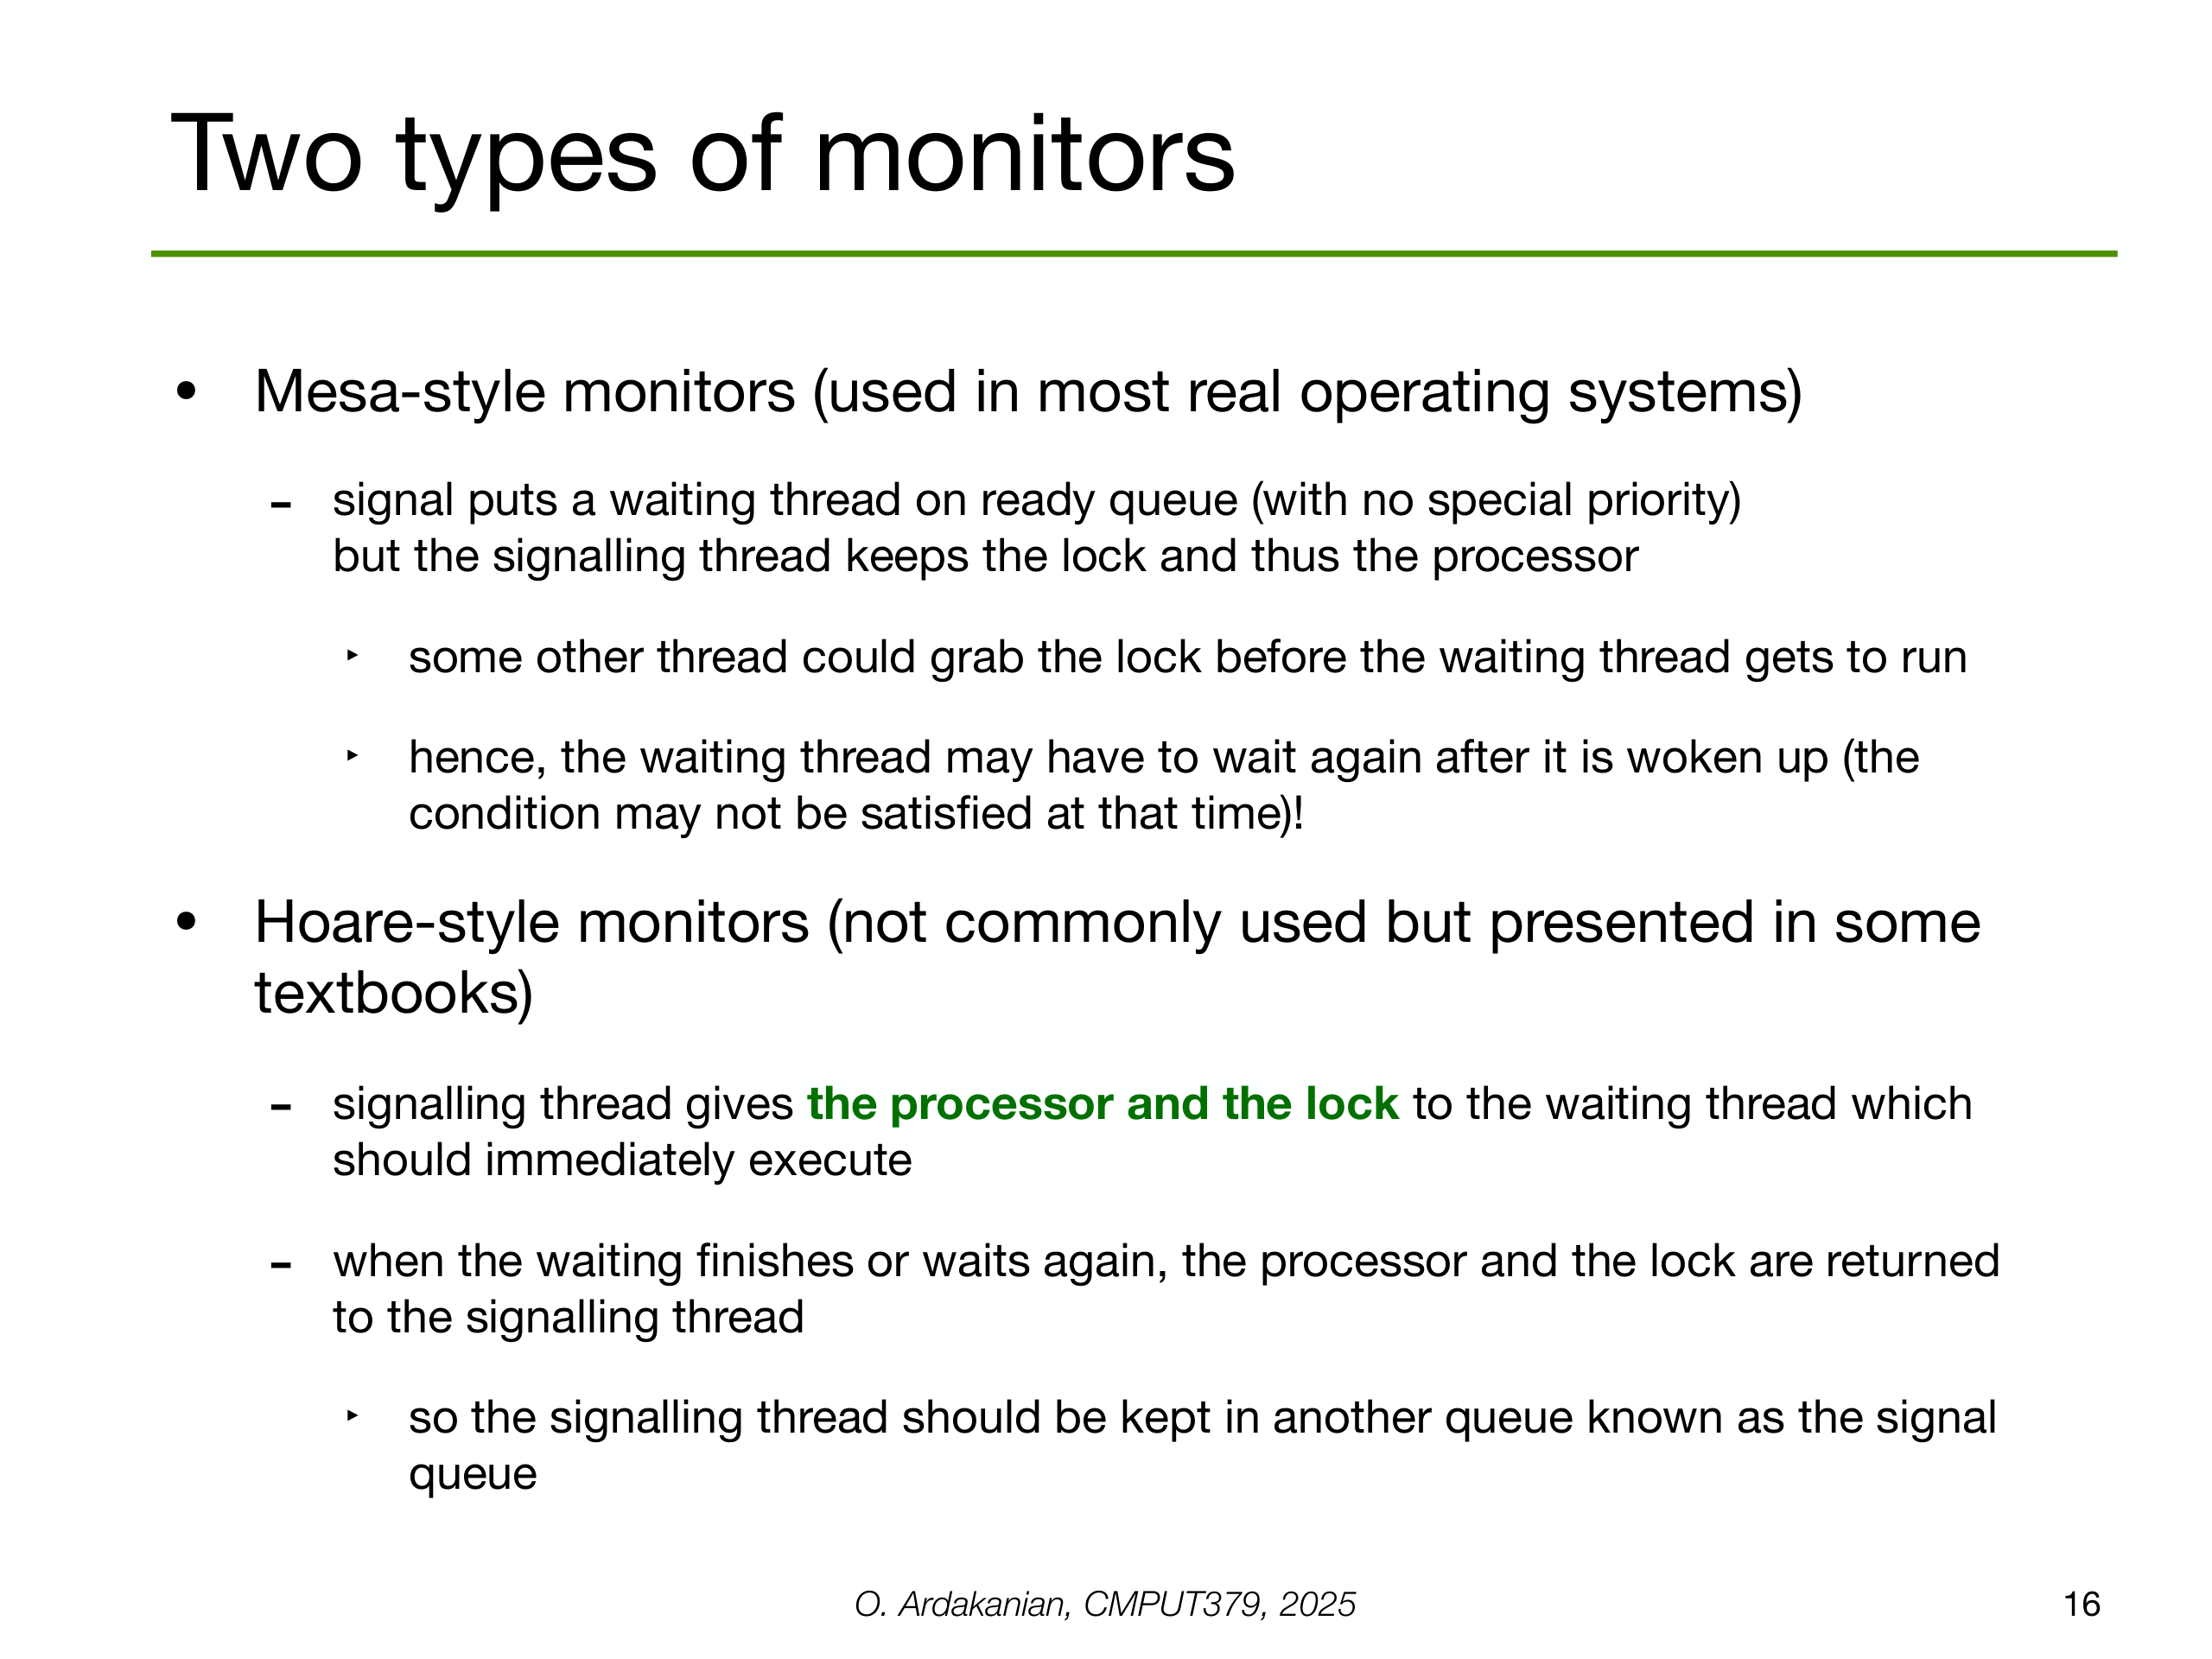 Two types of monitors
• Mesa-style monitors (used in most real operating systems)
- signal puts a waiting thread on ready queue (with no special priority)
but the signalling thread keeps the lock and thus the processor
‣ some other thread could grab the lock before the waiting thread gets to run
‣ hence, the waiting thread may have to wait again after it is woken up (the
condition may not be satisfied at that time)!
• Hoare-style monitors (not commonly used but presented in some
textbooks)
- signalling thread gives the processor and the lock to the waiting thread which
should immediately execute
- when the waiting finishes or waits again, the processor and the lock are returned
to the signalling thread
‣ so the signalling thread should be kept in another queue known as the signal
queue
O. Ardakanian, CMPUT379, 2025
16